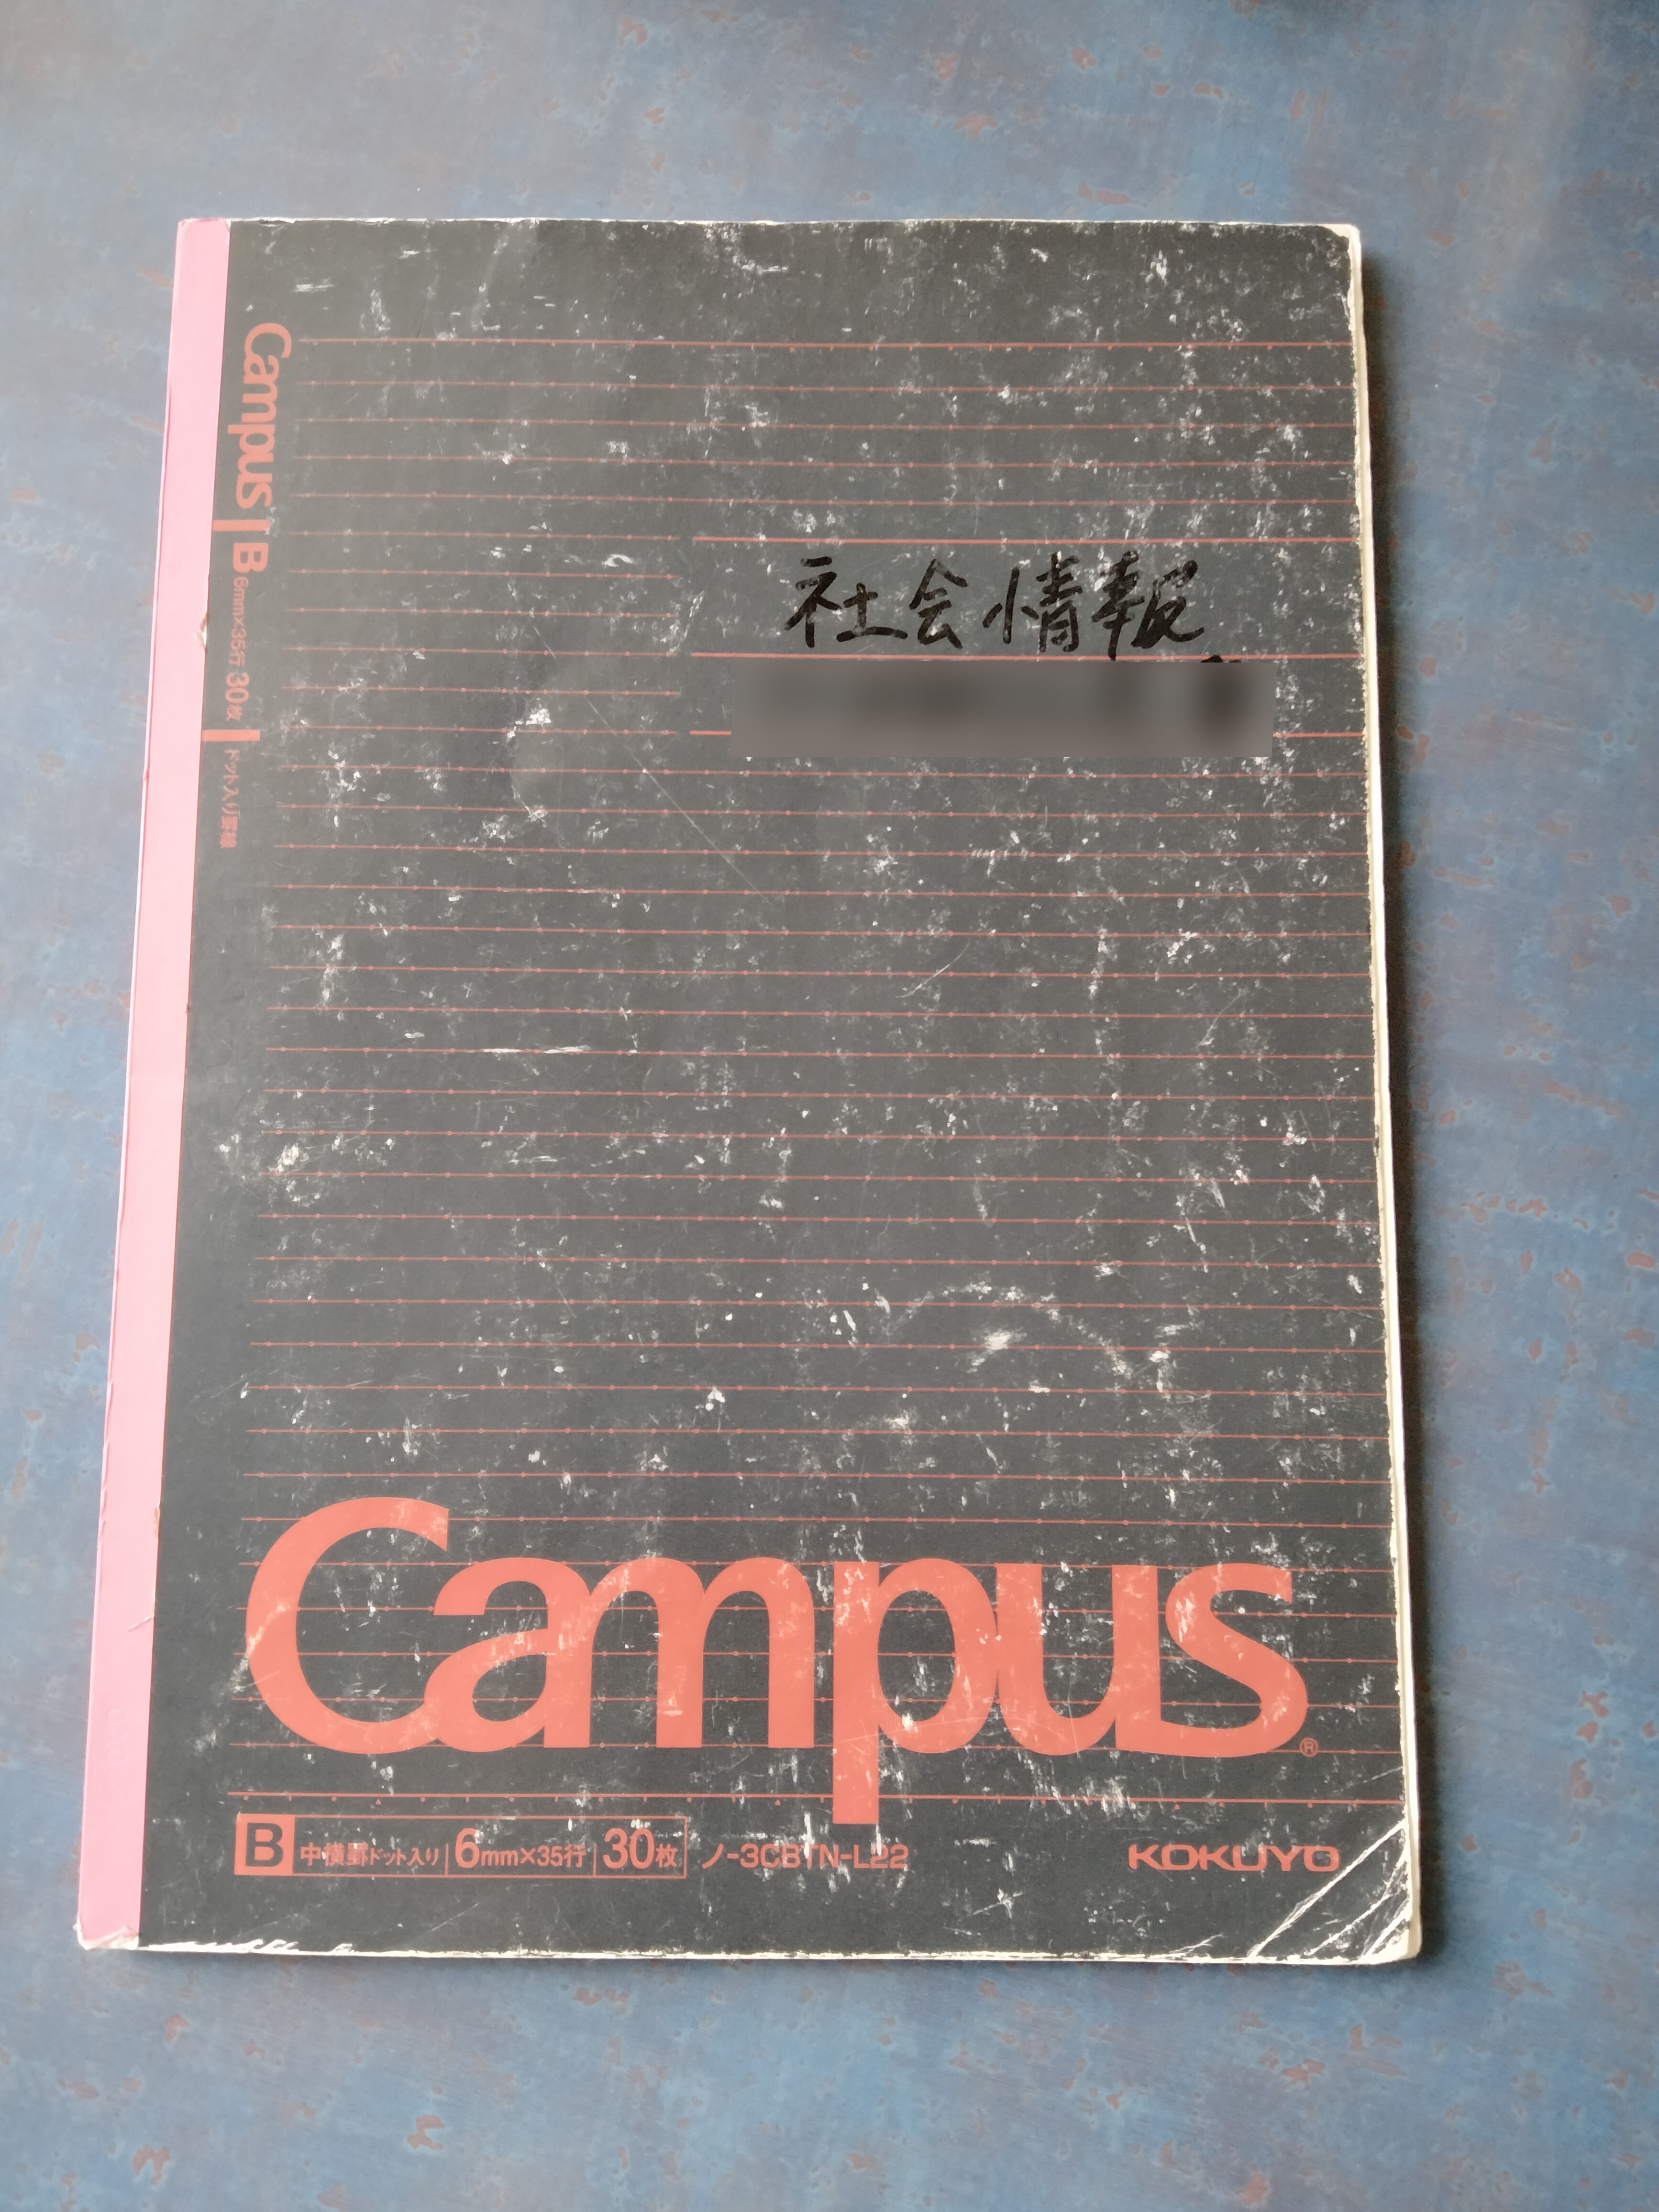 社会情報
Campus B 6mm×35行 30枚 ドット入り罫線
Campus®
B 中横罫ドット入り 6mm×35行 30枚 ノ-3CBTN-L22 KOKUYO